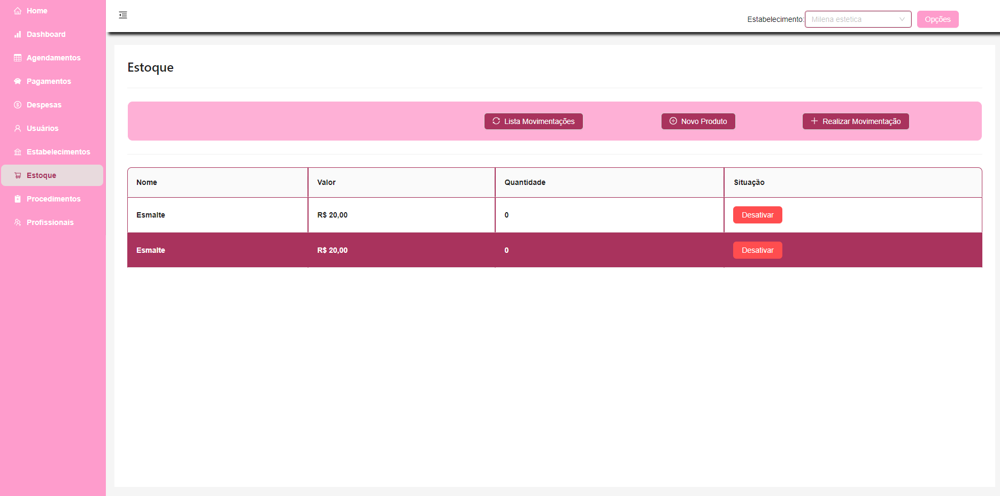 Home
Dashboard
Agendamentos
Pagamentos
Despesas
Usuários
Estabelecimentos
Estoque
Procedimentos
Profissionais
Estabelecimento: Milena estetica Opções
Estoque
Lista Movimentações Novo Produto Realizar Movimentação
Nome Valor Quantidade Situação
Esmalte R$ 20,00 0 Desativar
Esmalte R$ 20,00 0 Desativar